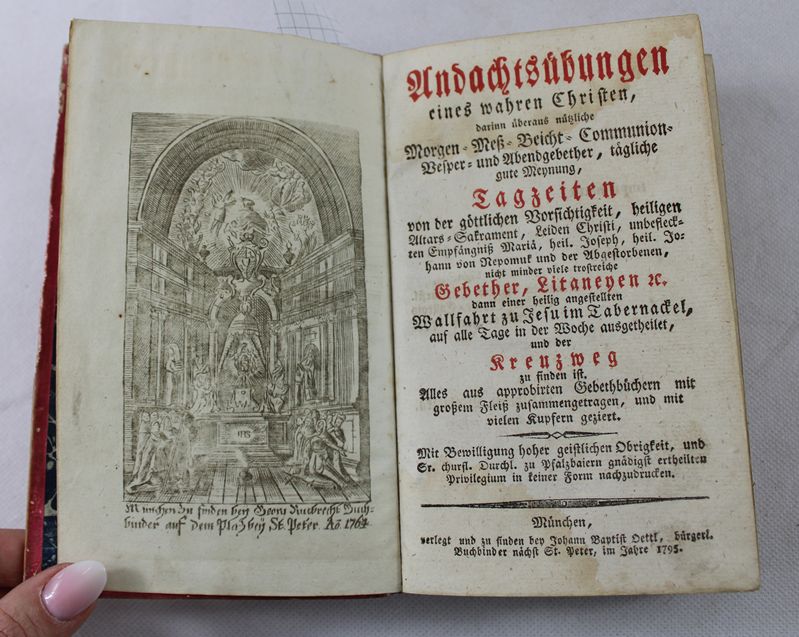 IHS
München zu finden bey Georg Ruebrecht Buch-
binder auf dem Plaz bey St. Peter. Ao. 1764.
Andachtsübungen
eines wahren Christen,
darinn überaus nützliche
Morgen- Meß- Beicht- Communion-
Vesper- und Abendgebether, tägliche
gute Meynung,
Tagzeiten
von der göttlichen Vorsichtigkeit, heiligen
Altars-Sakrament, Leiden Christi, unbefleck-
ten Empfängniß Mariä, heil. Joseph, heil. Jo-
hann von Nepomuk und der Abgestorbenen,
nicht minder viele trostreiche
Gebether, Litaneyen ꝛc.
dann einer heilig angestellten
Wallfahrt zu Jesu im Tabernackel,
auf alle Tage in der Woche ausgetheilet,
und der
Kreuzweg
zu finden ist.
Alles aus approbirten Gebethbüchern mit
großem Fleiß zusammengetragen, und mit
vielen Kupfern geziert.
Mit Bewilligung hoher geistlichen Obrigkeit, und
Sr. churfl. Durchl. zu Pfalzbaiern gnädigst ertheilten
Privilegium in keiner Form nachzudrucken.
München,
verlegt und zu finden bey Johann Baptist Oettl, bürgerl.
Buchbinder nächst St. Peter, im Jahre 1795.